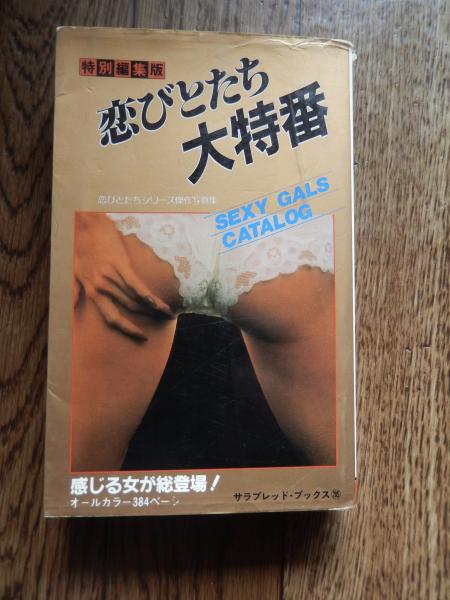 特別編集版
恋びとたち
大特番
恋びとたちシリーズ傑作写真集
SEXY GALS
CATALOG
感じる女が総登場!
オールカラー384ページ
サラブレッド・ブックス